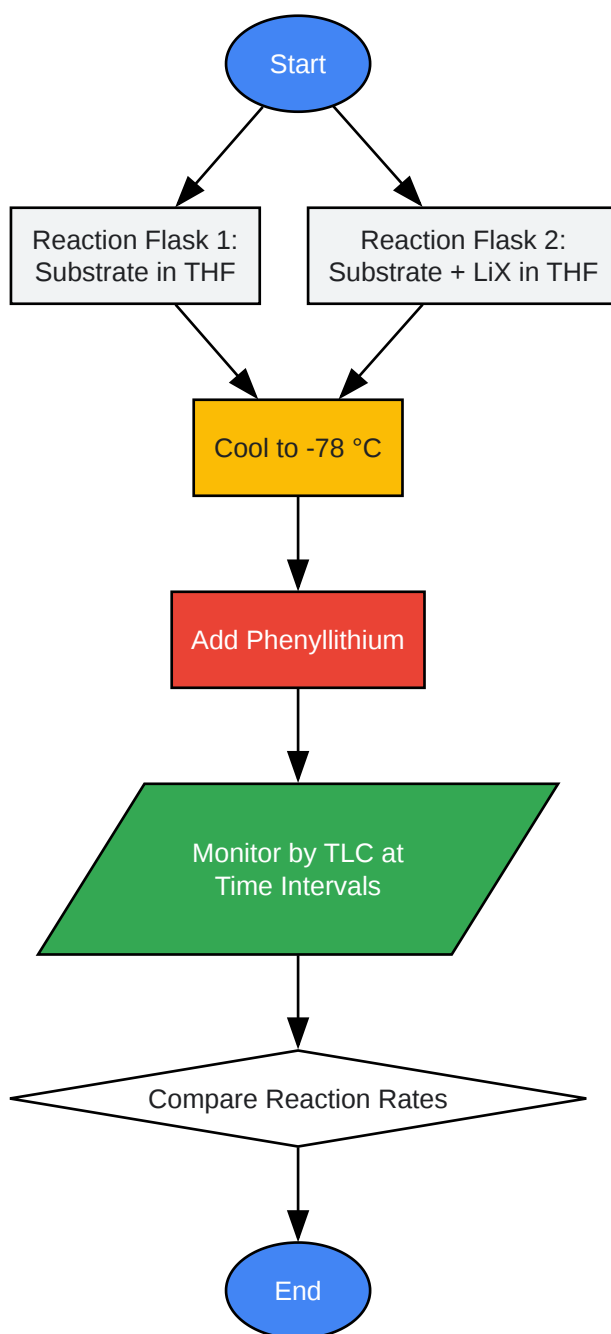 Start
Reaction Flask 1:
Substrate in THF
Reaction Flask 2:
Substrate + LiX in THF
Cool to -78 °C
Add Phenyllithium
Monitor by TLC at
Time Intervals
Compare Reaction Rates
End